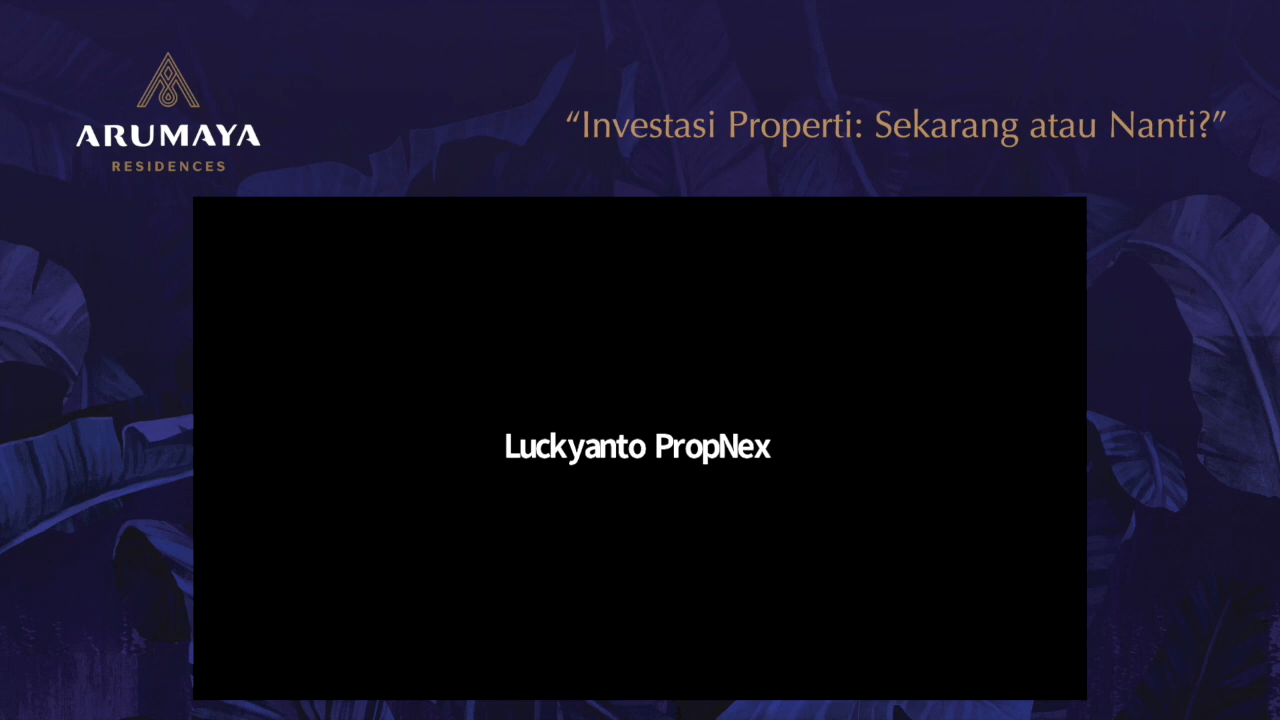 ARUMAYA
RESIDENCES
“Investasi Properti: Sekarang atau Nanti?”
Luckyanto PropNex